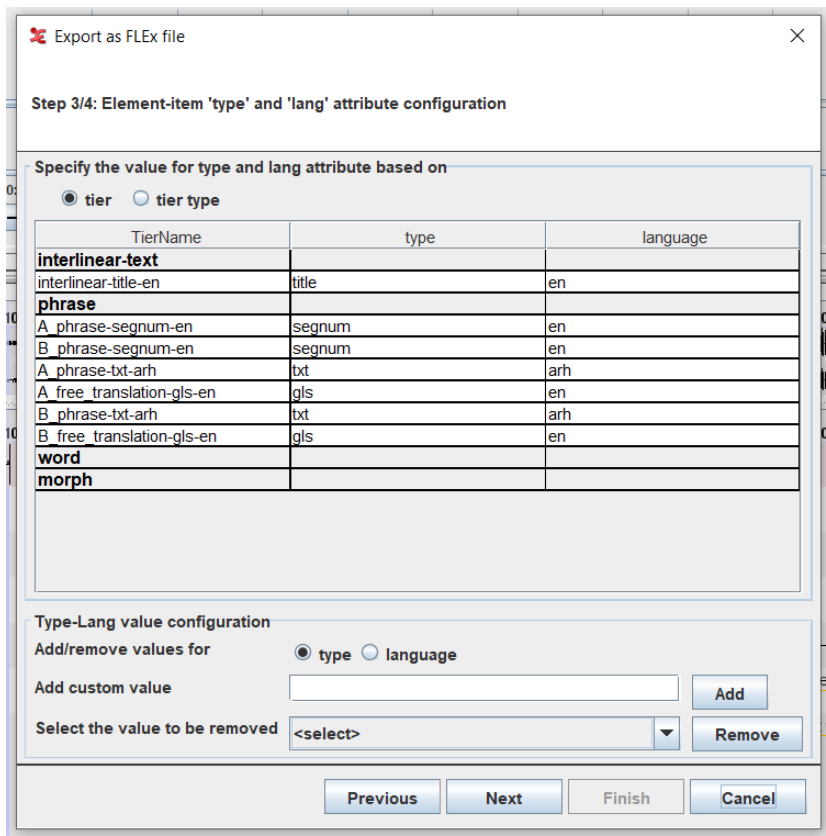 Export as FLEx file
Step 3/4: Element-item 'type' and 'lang' attribute configuration
Specify the value for type and lang attribute based on
tier tier type
TierName type language
interlinear-text
interlinear-title-en title en
phrase
A_phrase-segnum-en segnum en
B_phrase-segnum-en segnum en
A_phrase-txt-arh txt arh
A_free_translation-gls-en gls en
B_phrase-txt-arh txt arh
B_free_translation-gls-en gls en
word
morph
Type-Lang value configuration
Add/remove values for type language
Add custom value Add
Select the value to be removed <select> Remove
Previous Next Finish Cancel